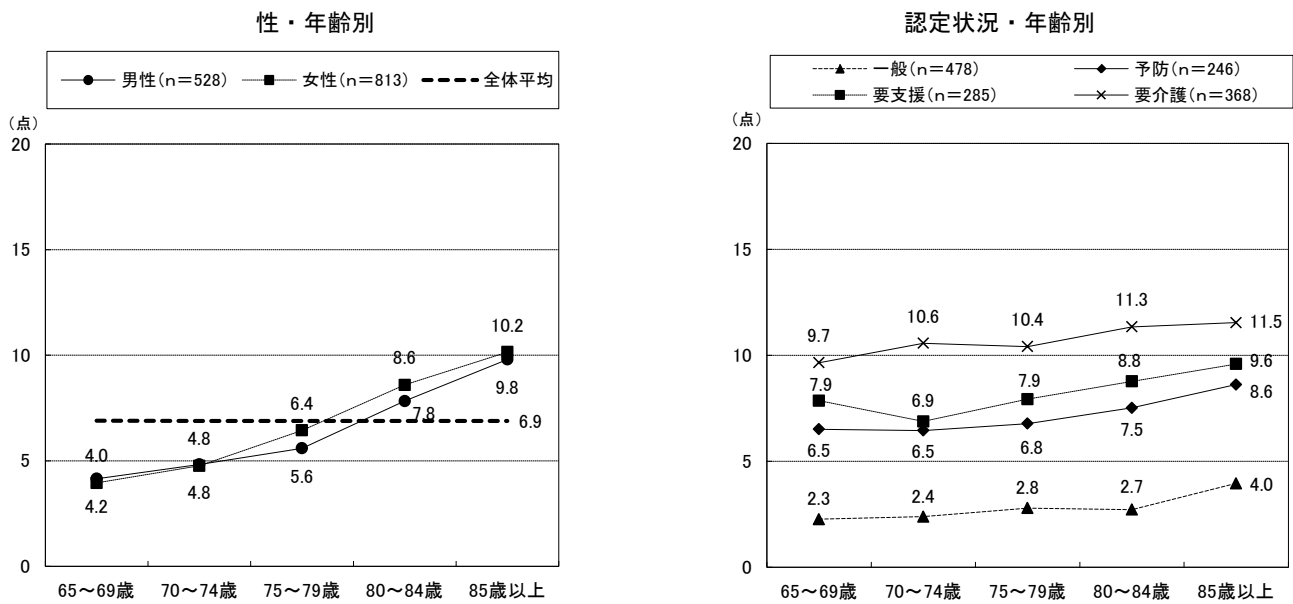 性・年齢別
男性(n=528) 女性(n=813) 全体平均
(点)
20
15
10
5
0
10.2
8.6
9.8
6.4
7.8
6.9
4.8
5.6
4.0
4.2
4.8
65～69歳 70～74歳 75～79歳 80～84歳 85歳以上
認定状況・年齢別
一般(n=478) 予防(n=246)
要支援(n=285) 要介護(n=368)
(点)
20
15
10
5
0
9.7 10.6 10.4 11.3 11.5
7.9 6.9 7.9 8.8 9.6
6.5 6.5 6.8 7.5 8.6
2.3 2.4 2.8 2.7 4.0
65～69歳 70～74歳 75～79歳 80～84歳 85歳以上